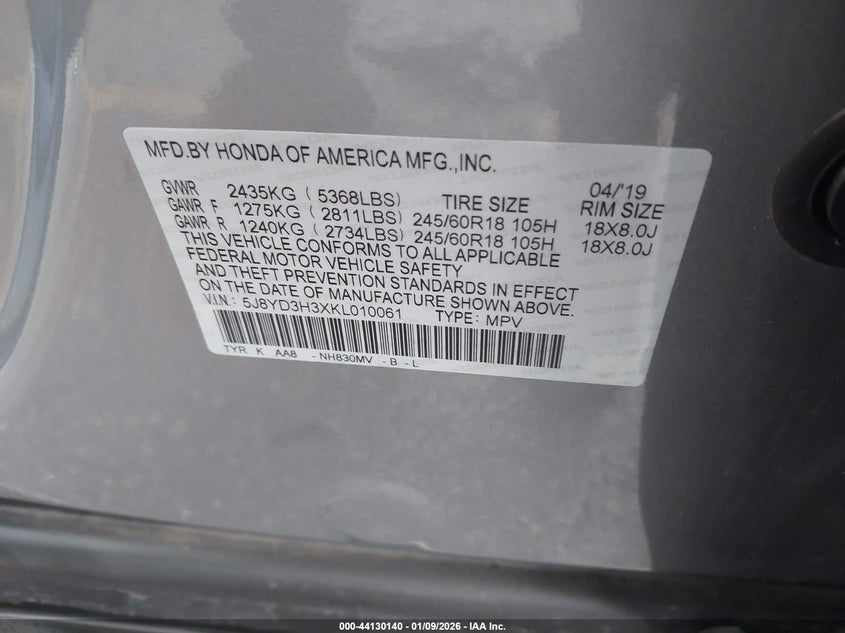 MFD.BY HONDA OF AMERICA MFG.,INC.
04/'19
GVWR 2435KG ( 5368LBS) TIRE SIZE RIM SIZE
GAWR F 1275KG ( 2811LBS) 245/60R18 105H 18X8.0J
GAWR R 1240KG ( 2734LBS) 245/60R18 105H 18X8.0J
THIS VEHICLE CONFORMS TO ALL APPLICABLE
FEDERAL MOTOR VEHICLE SAFETY
AND THEFT PREVENTION STANDARDS IN EFFECT
ON THE DATE OF MANUFACTURE SHOWN ABOVE.
V.I.N.: 5J8YD3H3XKL010061 TYPE: MPV
TYR K AA8 -NH830MV -B -L
000-44130140 - 01/09/2026 - IAA Inc.